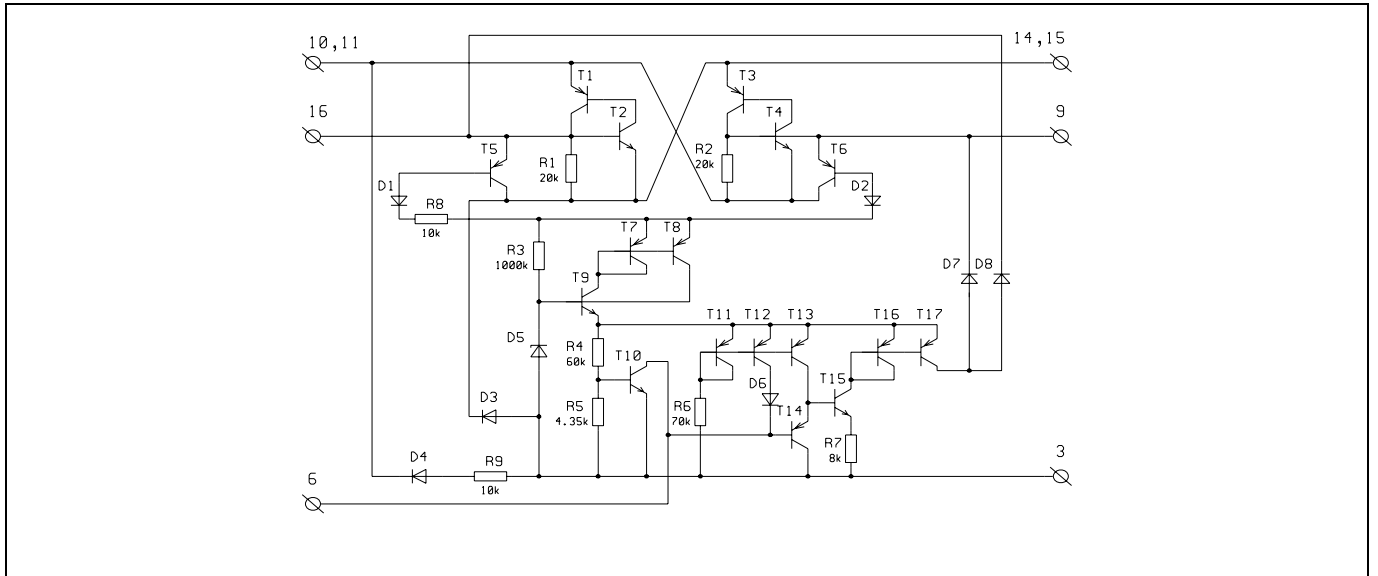 10,11
14,15
T1
T3
16
T2
T4
9
T5
R1
20k
R2
20k
T6
D1
R8
10k
D2
T7
T8
R3
1000k
T9
D7
D8
T11
T12
T13
T16
T17
D5
R4
60k
T10
D6
T15
D3
R5
4.35k
R6
70k
T14
R7
8k
D4
R9
10k
3
6